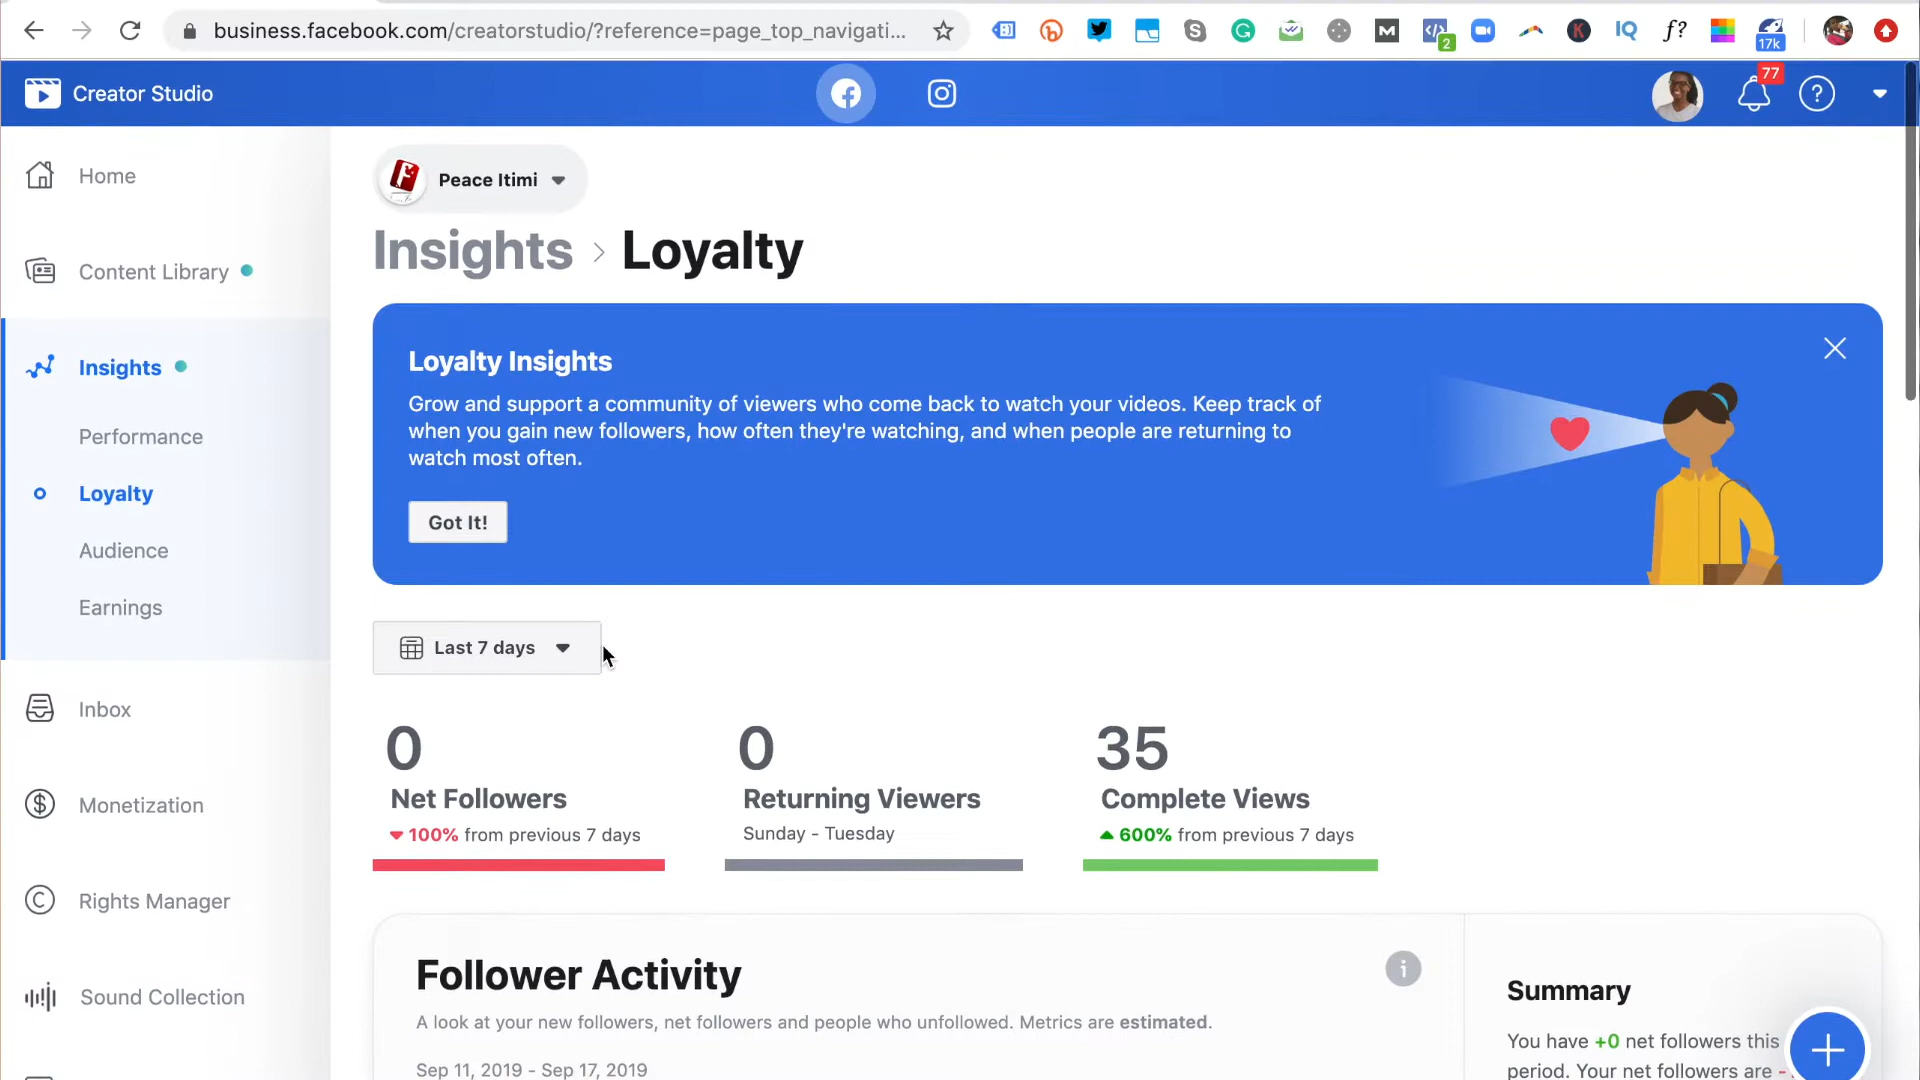 business.facebook.com/creatorstudio/?reference=page_top_navigati...
2
17k
IQ
f?
Creator Studio
77
Home
Content Library
Insights
Performance
Loyalty
Audience
Earnings
Inbox
Monetization
Rights Manager
Sound Collection
Peace Itimi
Insights > Loyalty
Loyalty Insights
Grow and support a community of viewers who come back to watch your videos. Keep track of
when you gain new followers, how often they're watching, and when people are returning to
watch most often.
Got It!
Last 7 days
0
Net Followers
100% from previous 7 days
0
Returning Viewers
Sunday - Tuesday
35
Complete Views
600% from previous 7 days
Follower Activity
A look at your new followers, net followers and people who unfollowed. Metrics are estimated.
Sep 11, 2019 - Sep 17, 2019
Summary
You have +0 net followers this
period. Your net followers are -